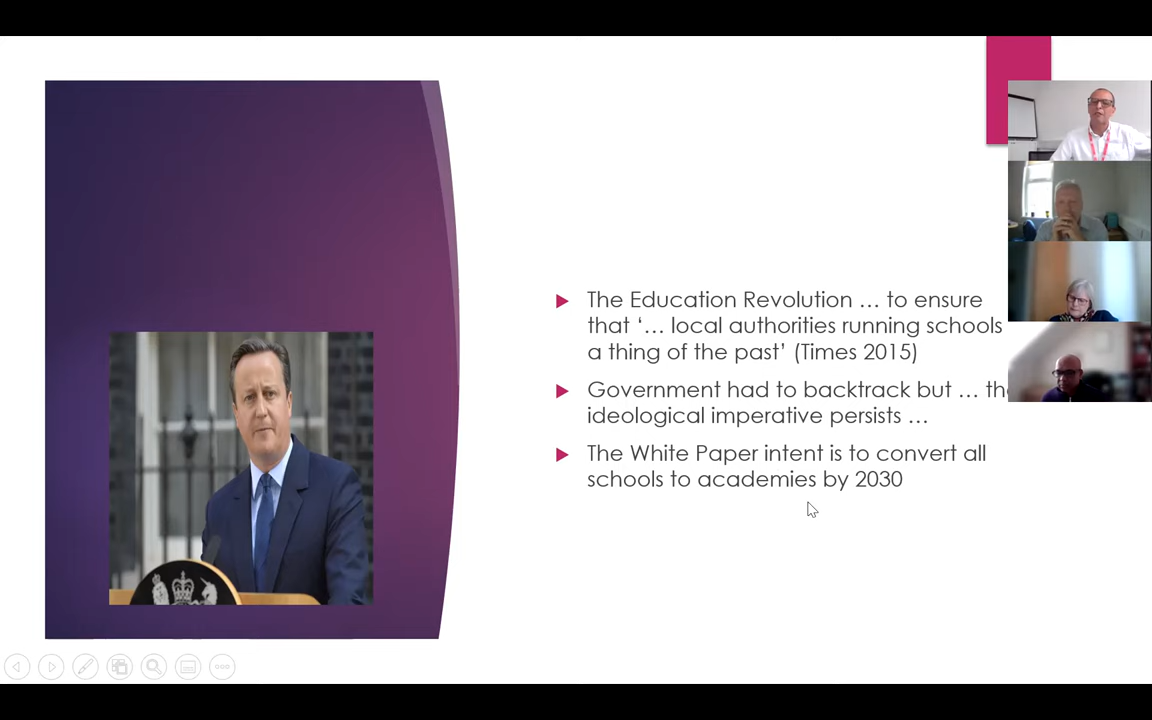 The Education Revolution … to ensure
that ‘… local authorities running schools
a thing of the past’ (Times 2015)
Government had to backtrack but … th
ideological imperative persists …
The White Paper intent is to convert all
schools to academies by 2030